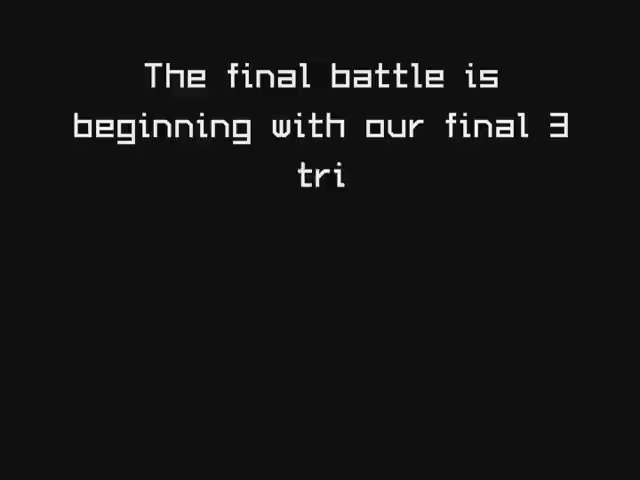 The final battle is
beginning with our final 3
tri